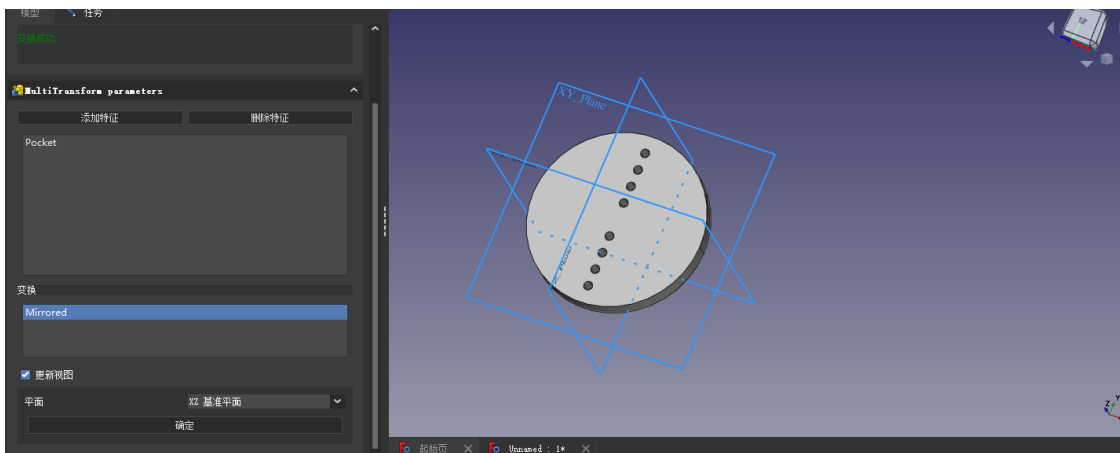 模型 任务
变换成功
MultiTransform parameters
添加特征 删除特征
Pocket
变换
Mirrored
更新视图
平面 XZ 基准平面
确定
XY_Plane
Z Y
起始页 Unnamed : 1*